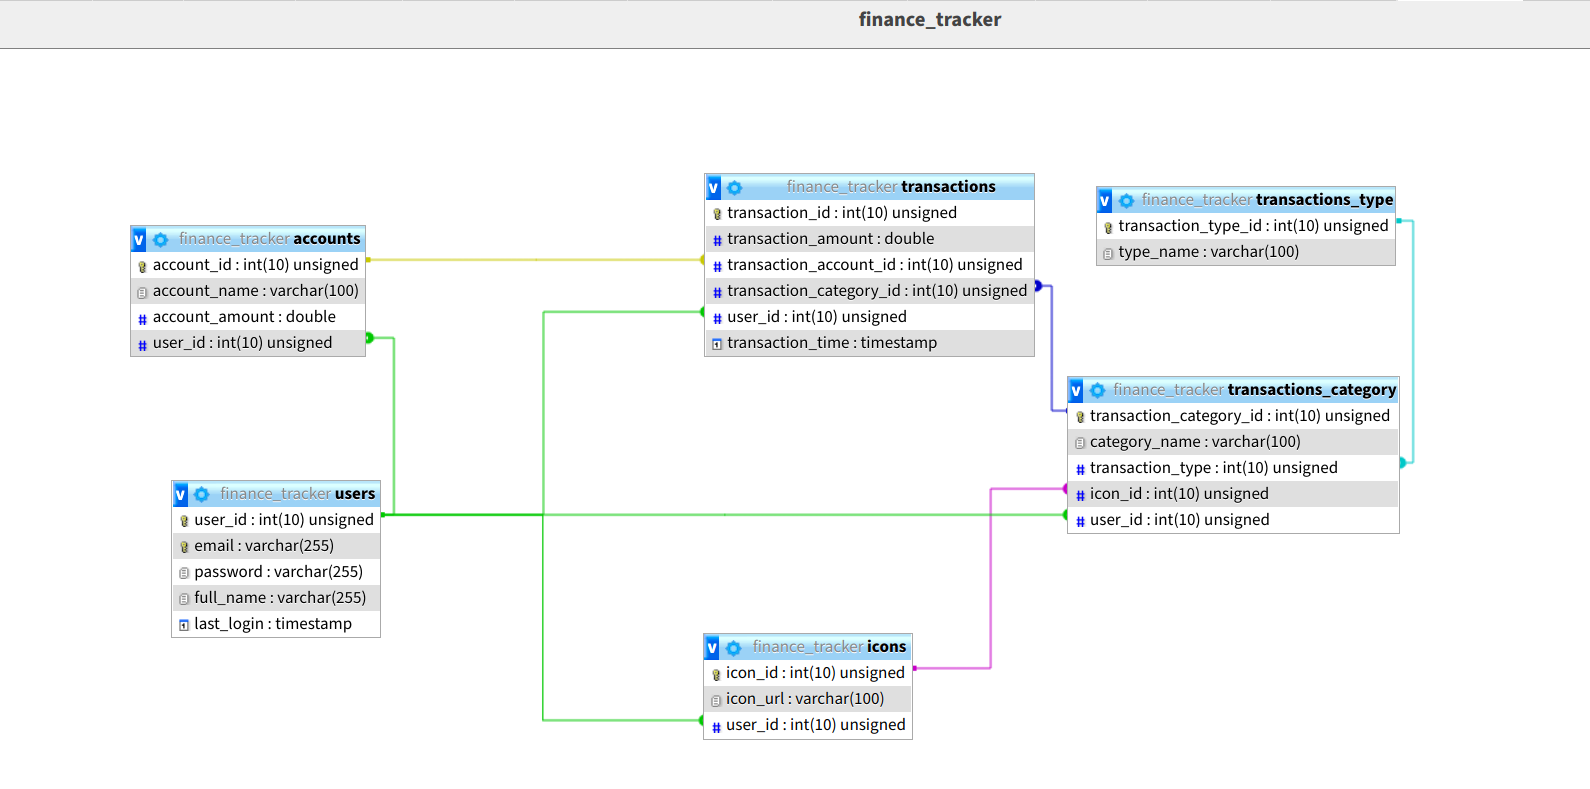 finance_tracker
finance_tracker accounts
account_id : int(10) unsigned
account_name : varchar(100)
account_amount : double
user_id : int(10) unsigned
finance_tracker transactions
transaction_id : int(10) unsigned
transaction_amount : double
transaction_account_id : int(10) unsigned
transaction_category_id : int(10) unsigned
user_id : int(10) unsigned
transaction_time : timestamp
finance_tracker transactions_type
transaction_type_id : int(10) unsigned
type_name : varchar(100)
finance_tracker transactions_category
transaction_category_id : int(10) unsigned
category_name : varchar(100)
transaction_type : int(10) unsigned
icon_id : int(10) unsigned
user_id : int(10) unsigned
finance_tracker users
user_id : int(10) unsigned
email : varchar(255)
password : varchar(255)
full_name : varchar(255)
last_login : timestamp
finance_tracker icons
icon_id : int(10) unsigned
icon_url : varchar(100)
user_id : int(10) unsigned